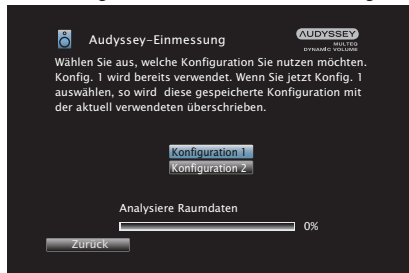 Audyssey-Einmessung
AUDYSSEY
MULTEQ
DYNAMIC VOLUME
Wählen Sie aus, welche Konfiguration Sie nutzen möchten.
Konfig. 1 wird bereits verwendet. Wenn Sie jetzt Konfig. 1
auswählen, so wird diese gespeicherte Konfiguration mit
der aktuell verwendeten überschrieben.
Konfiguration 1
Konfiguration 2
Analysiere Raumdaten
0%
Zurück